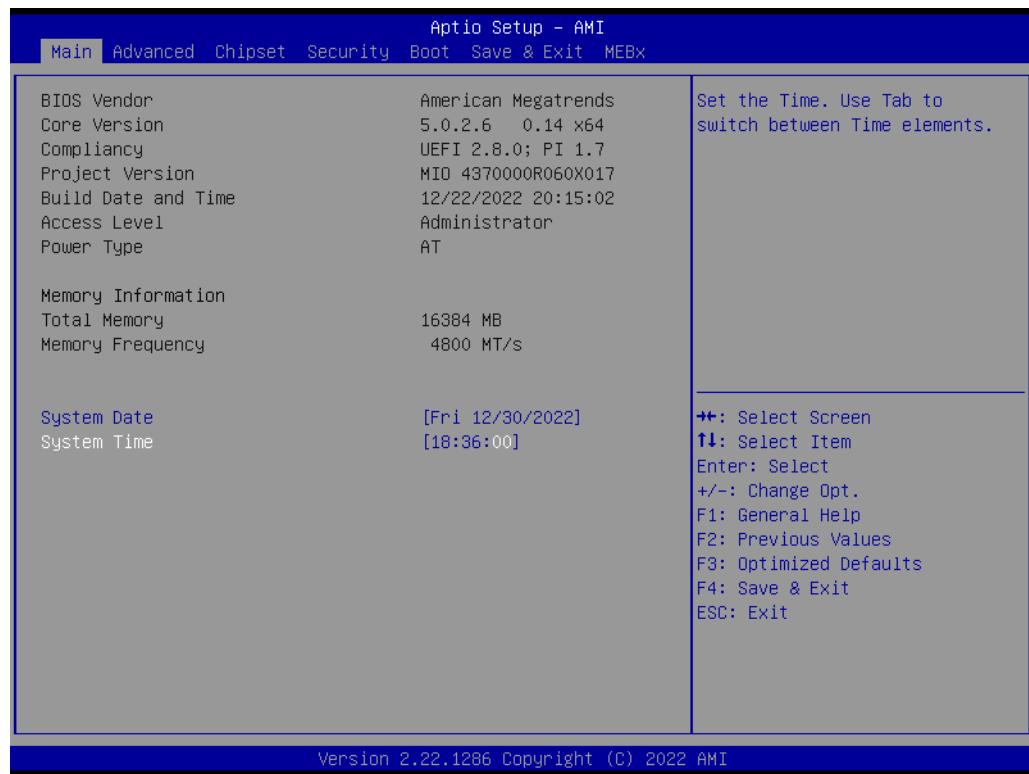 Aptio Setup – AMI
Main Advanced Chipset Security Boot Save & Exit MEBx
BIOS Vendor American Megatrends
Core Version 5.0.2.6 0.14 x64
Compliancy UEFI 2.8.0; PI 1.7
Project Version MIO 4370000R060X017
Build Date and Time 12/22/2022 20:15:02
Access Level Administrator
Power Type AT
Memory Information
Total Memory 16384 MB
Memory Frequency 4800 MT/s
System Date [Fri 12/30/2022]
System Time [18:36:00]
Set the Time. Use Tab to
switch between Time elements.
→←: Select Screen
↑↓: Select Item
Enter: Select
+/-: Change Opt.
F1: General Help
F2: Previous Values
F3: Optimized Defaults
F4: Save & Exit
ESC: Exit
Version 2.22.1286 Copyright (C) 2022 AMI